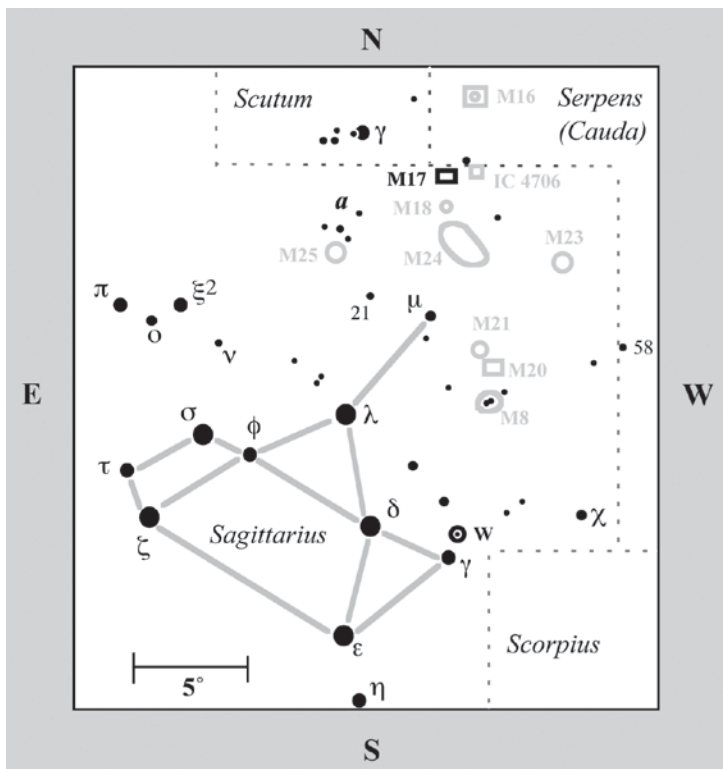 N
Scutum
M16
Serpens
(Cauda)
γ
M17
IC 4706
a
M18
M25
M24
M23
π
ξ2
ο
21
μ
ν
M21
58
M20
E
W
M8
σ
φ
λ
τ
ζ
Sagittarius
δ
w
χ
γ
ε
Scorpius
5°
η
S